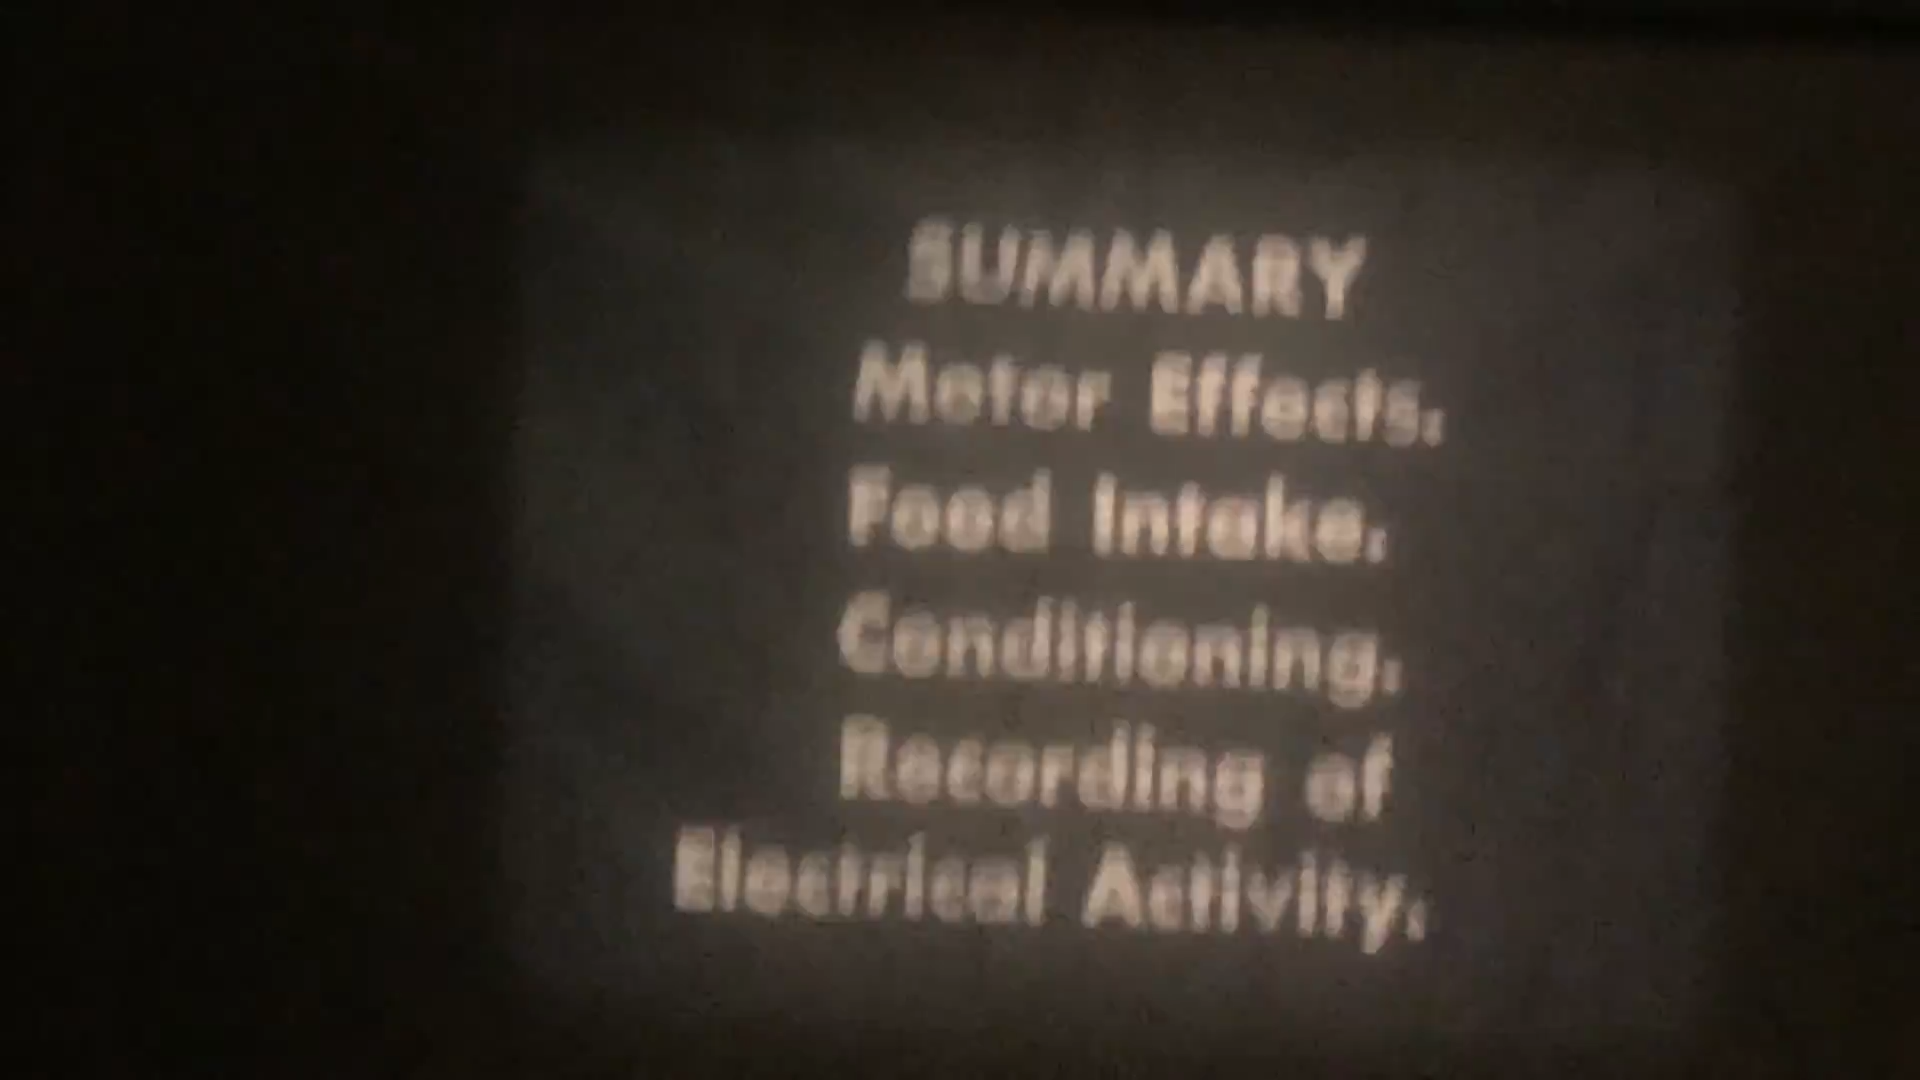 SUMMARY
Motor Effects.
Food Intake.
Conditioning.
Recording of
Electrical Activity.